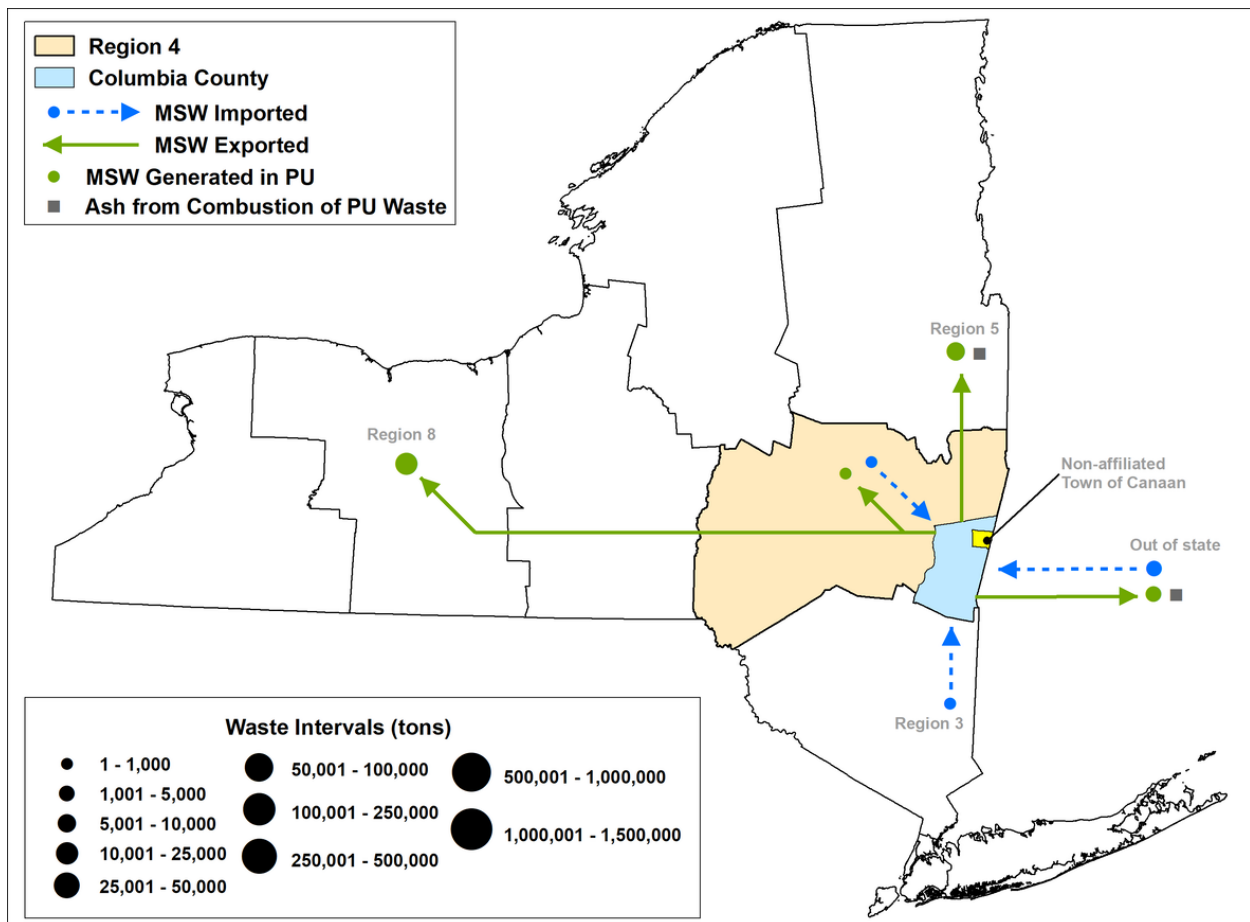 Region 4
Columbia County
MSW Imported
MSW Exported
MSW Generated in PU
Ash from Combustion of PU Waste
Region 5
Region 8
Non-affiliated
Town of Canaan
Out of state
Region 3
Waste Intervals (tons)
1 - 1,000
1,001 - 5,000
5,001 - 10,000
10,001 - 25,000
25,001 - 50,000
50,001 - 100,000
100,001 - 250,000
250,001 - 500,000
500,001 - 1,000,000
1,000,001 - 1,500,000